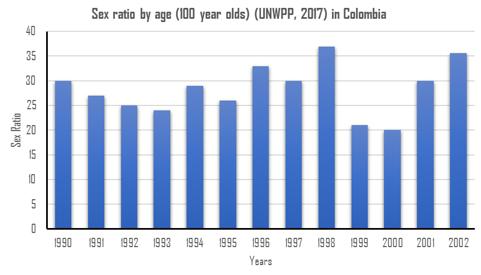 Sex ratio by age (100 year olds) (UNWPP, 2017) in Colombia
40
35
30
25
20
15
10
5
0
Sex Ratio
1990 1991 1992 1993 1994 1995 1996 1997 1998 1999 2000 2001 2002
Years